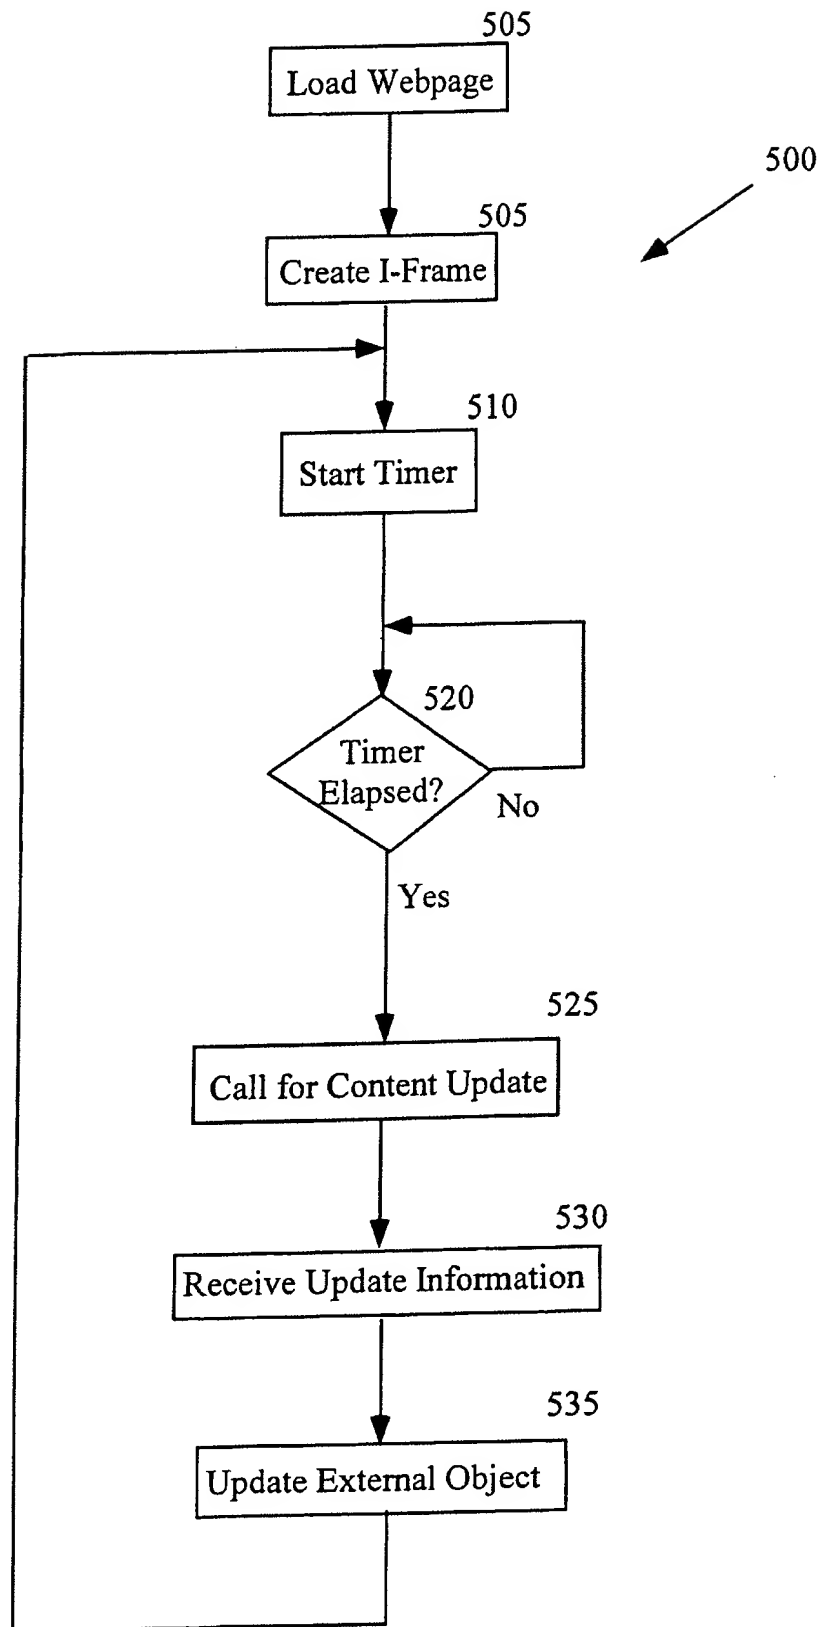 505
Load Webpage
500
505
Create I-Frame
510
Start Timer
520
Timer
Elapsed?
No
Yes
525
Call for Content Update
530
Receive Update Information
535
Update External Object